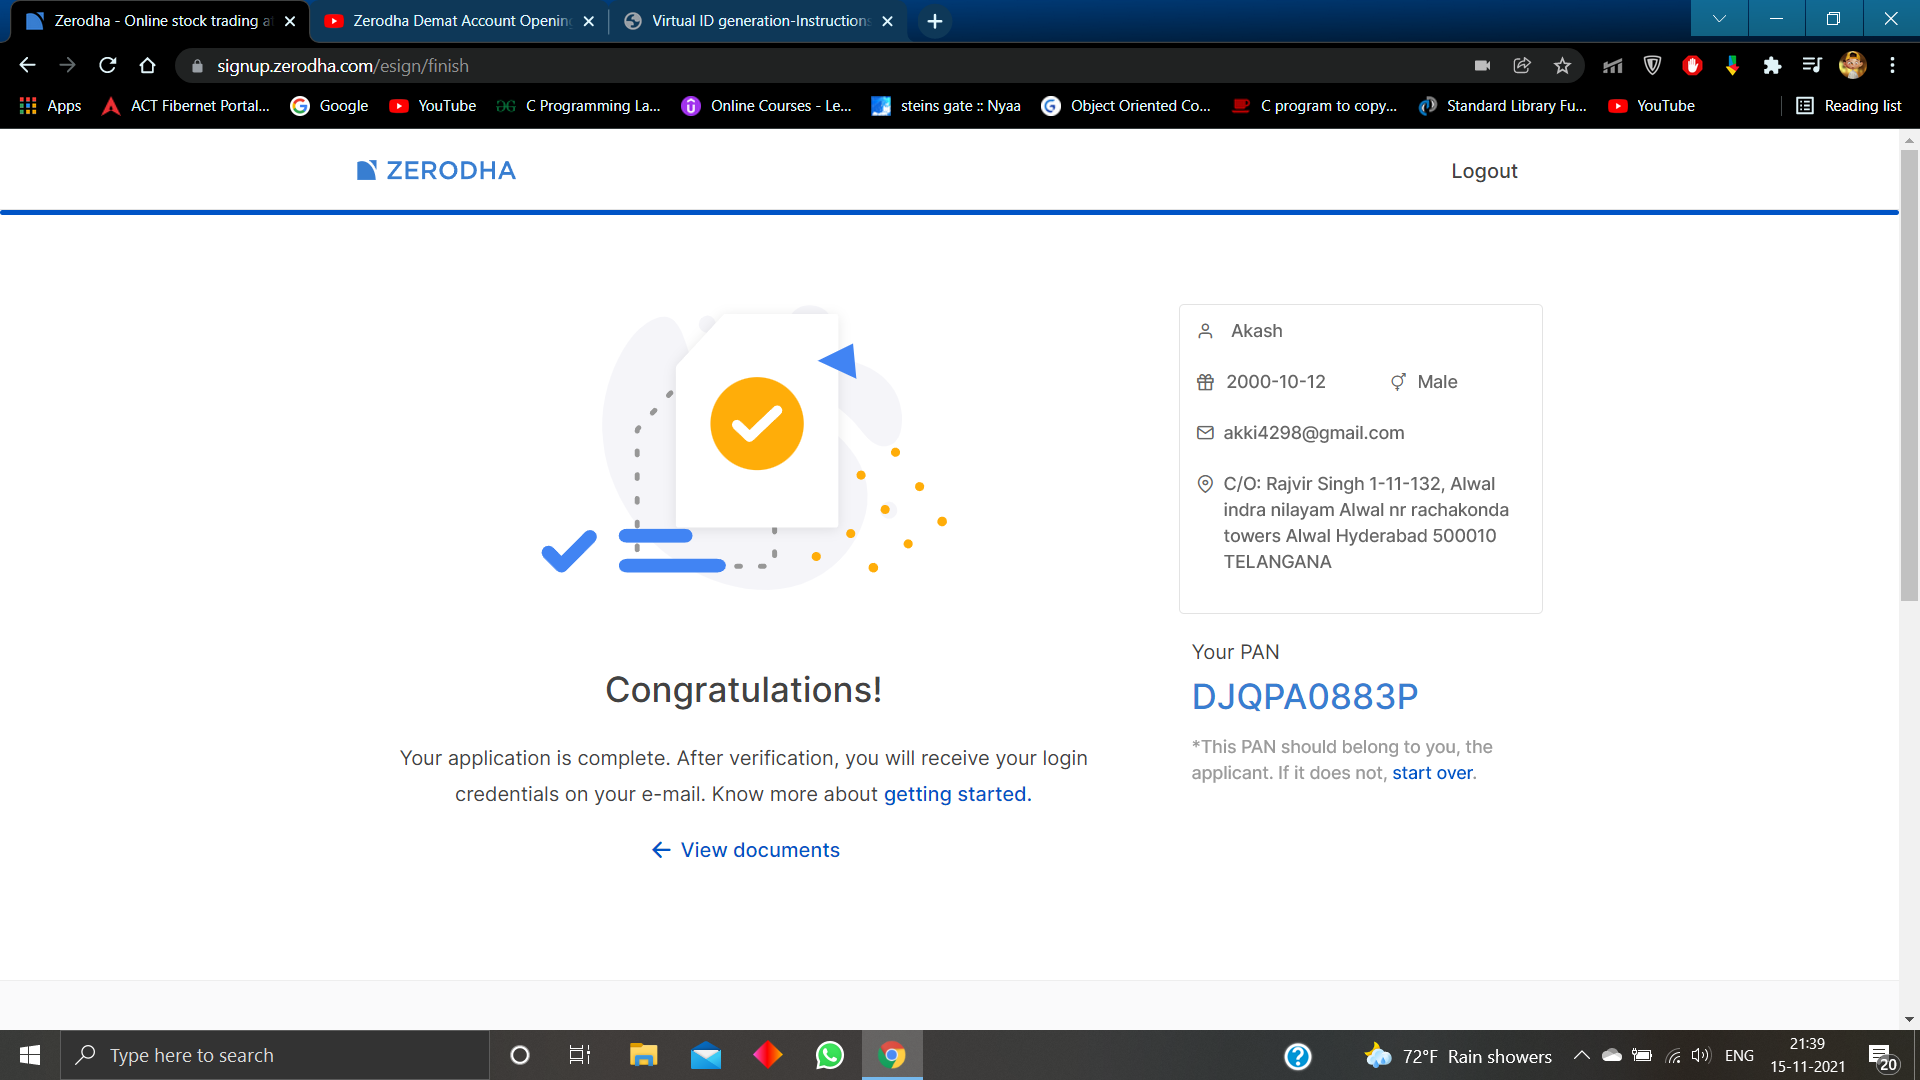 Zerodha - Online stock trading at
Zerodha Demat Account Opening
Virtual ID generation-Instructions
signup.zerodha.com/esign/finish
Apps
ACT Fibernet Portal...
Google
YouTube
C Programming La...
Online Courses - Le...
steins gate :: Nyaa
Object Oriented Co...
C program to copy...
Standard Library Fu...
YouTube
Reading list
ZERODHA
Logout
Akash
2000-10-12
Male
akki4298@gmail.com
C/O: Rajvir Singh 1-11-132, Alwal
indra nilayam Alwal nr rachakonda
towers Alwal Hyderabad 500010
TELANGANA
Your PAN
DJQPA0883P
*This PAN should belong to you, the
applicant. If it does not, start over.
Congratulations!
Your application is complete. After verification, you will receive your login
credentials on your e-mail. Know more about getting started.
← View documents
Type here to search
72°F Rain showers
ENG
21:39
15-11-2021
20